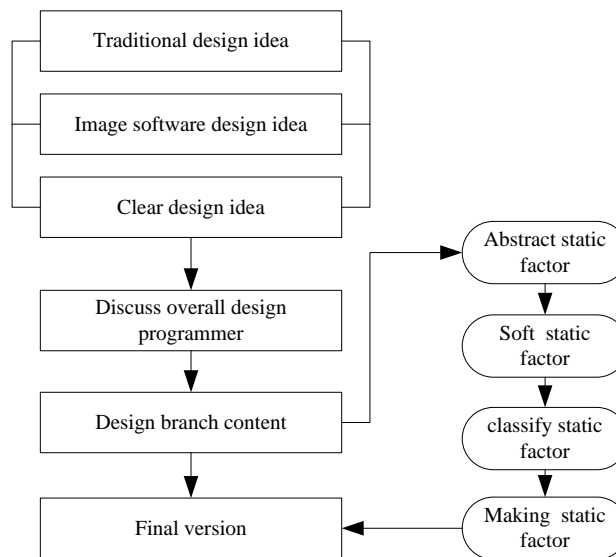 Traditional design idea
Image software design idea
Clear design idea
Discuss overall design
programmer
Design branch content
Final version
Abstract static
factor
Soft static
factor
classify static
factor
Making static
factor